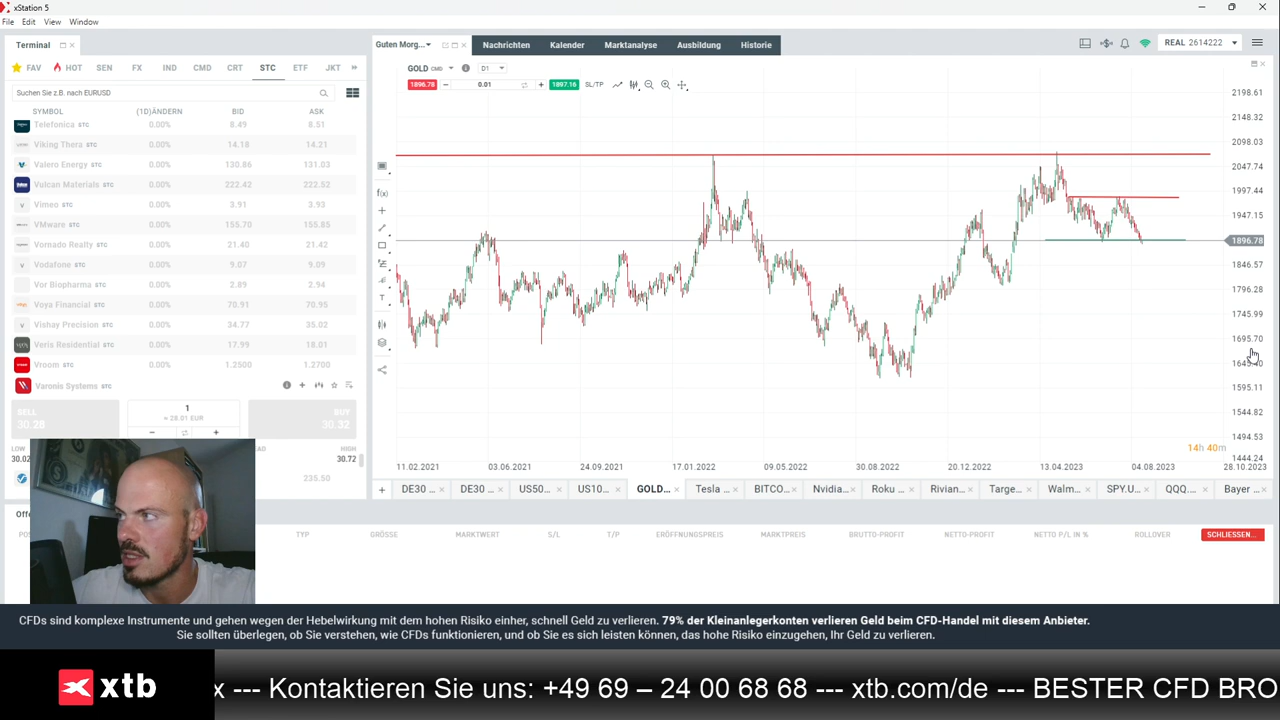 xStation 5
File Edit View Window
Terminal
FAV HOT SEN FX IND CMD CRT STC ETF JKT
Suchen Sie z.B. nach EURUSD
SYMBOL (1D)ÄNDERN BID ASK
Telefonica STC 0.00% 8.49 8.51
Viking Thera STC 0.00% 14.18 14.21
Valero Energy STC 0.00% 130.86 131.03
Vulcan Materials STC 0.00% 222.42 222.52
Vimeo STC 0.00% 3.91 3.93
VMware STC 0.00% 155.70 155.85
Vornado Realty STC 0.00% 21.40 21.42
Vodafone STC 0.00% 9.07 9.09
Vor Biopharma STC 0.00% 2.89 2.94
Voya Financial STC 0.00% 70.91 70.95
Vishay Precision STC 0.00% 34.77 35.02
Veris Residential STC 0.00% 17.99 18.01
Vroom STC 0.00% 1.2500 1.2700
Varonis Systems STC
SELL 1 BUY
30.28 = 28.01 EUR 30.32
LOW HIGH
30.02 30.72
235.50
Guten Morg... Nachrichten Kalender Marktanalyse Ausbildung Historie
REAL 2614222
GOLD CMD D1
1896.78 0.01 1897.16 SL/TP
2198.61
2148.32
2098.03
2047.74
1997.44
1947.15
1896.78
1846.57
1796.28
1745.99
1695.70
1595.11
1544.82
1494.53
1444.24
14h 40m
11.02.2021 03.06.2021 24.09.2021 17.01.2022 09.05.2022 30.08.2022 20.12.2022 13.04.2023 04.08.2023 28.10.2023
DE30 ... DE30 ... US50... US10... GOLD... Tesla ... BITCO... Nvidia... Roku ... Rivian... Targe... Walm... SPY.U... QQQ.... Bayer ...
TYP GRÖSSE MARKTWERT S/L T/P ERÖFFNUNGSPREIS MARKTPREIS BRUTTO-PROFIT NETTO-PROFIT NETTO P/L IN % ROLLOVER SCHLIESSEN...
CFDs sind komplexe Instrumente und gehen wegen der Hebelwirkung mit dem hohen Risiko einher, schnell Geld zu verlieren. 79% der Kleinanlegerkonten verlieren Geld beim CFD-Handel mit diesem Anbieter.
Sie sollten überlegen, ob Sie verstehen, wie CFDs funktionieren, und ob Sie es sich leisten können, das hohe Risiko einzugehen, Ihr Geld zu verlieren.
xtb
x --- Kontaktieren Sie uns: +49 69 – 24 00 68 68 --- xtb.com/de --- BESTER CFD BRO